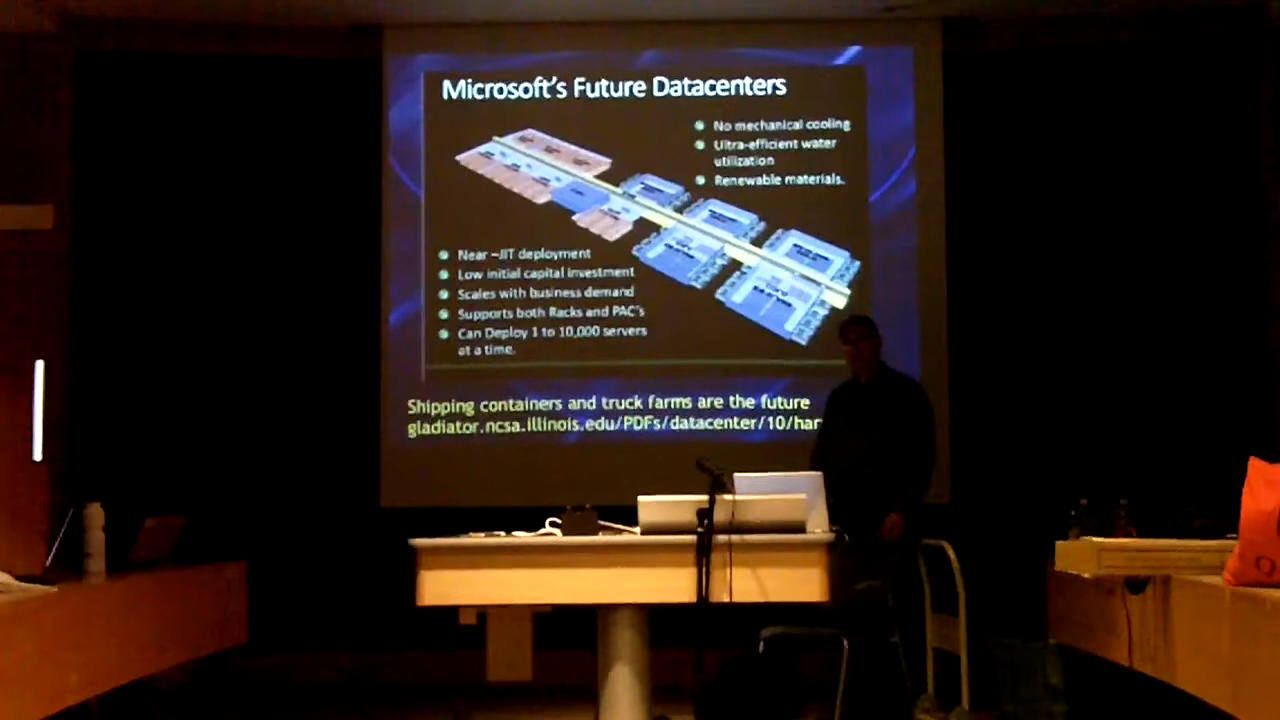 Microsoft's Future Datacenters
No mechanical cooling
Ultra-efficient water
utilization
Renewable materials.
Near –JIT deployment
Low initial capital investment
Scales with business demand
Supports both Racks and PAC's
Can Deploy 1 to 10,000 servers
at a time.
Shipping containers and truck farms are the future
gladiator.ncsa.illinois.edu/PDFs/datacenter/10/har